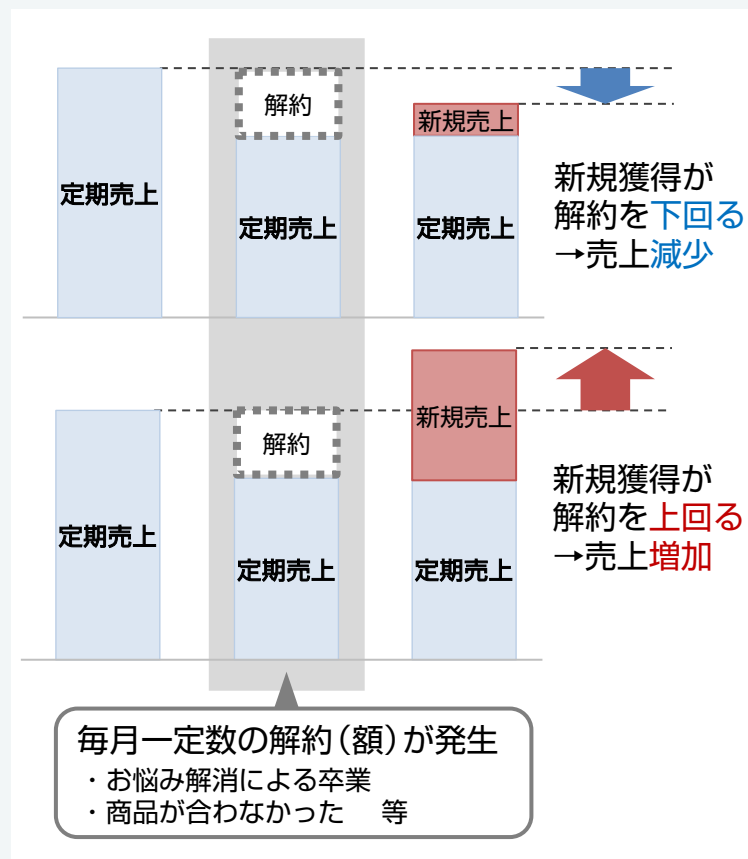 定期売上
解約
定期売上
新規売上
定期売上
新規獲得が
解約を下回る
→売上減少
定期売上
解約
定期売上
新規売上
定期売上
新規獲得が
解約を上回る
→売上増加
毎月一定数の解約(額)が発生
・お悩み解消による卒業
・商品が合わなかった　等